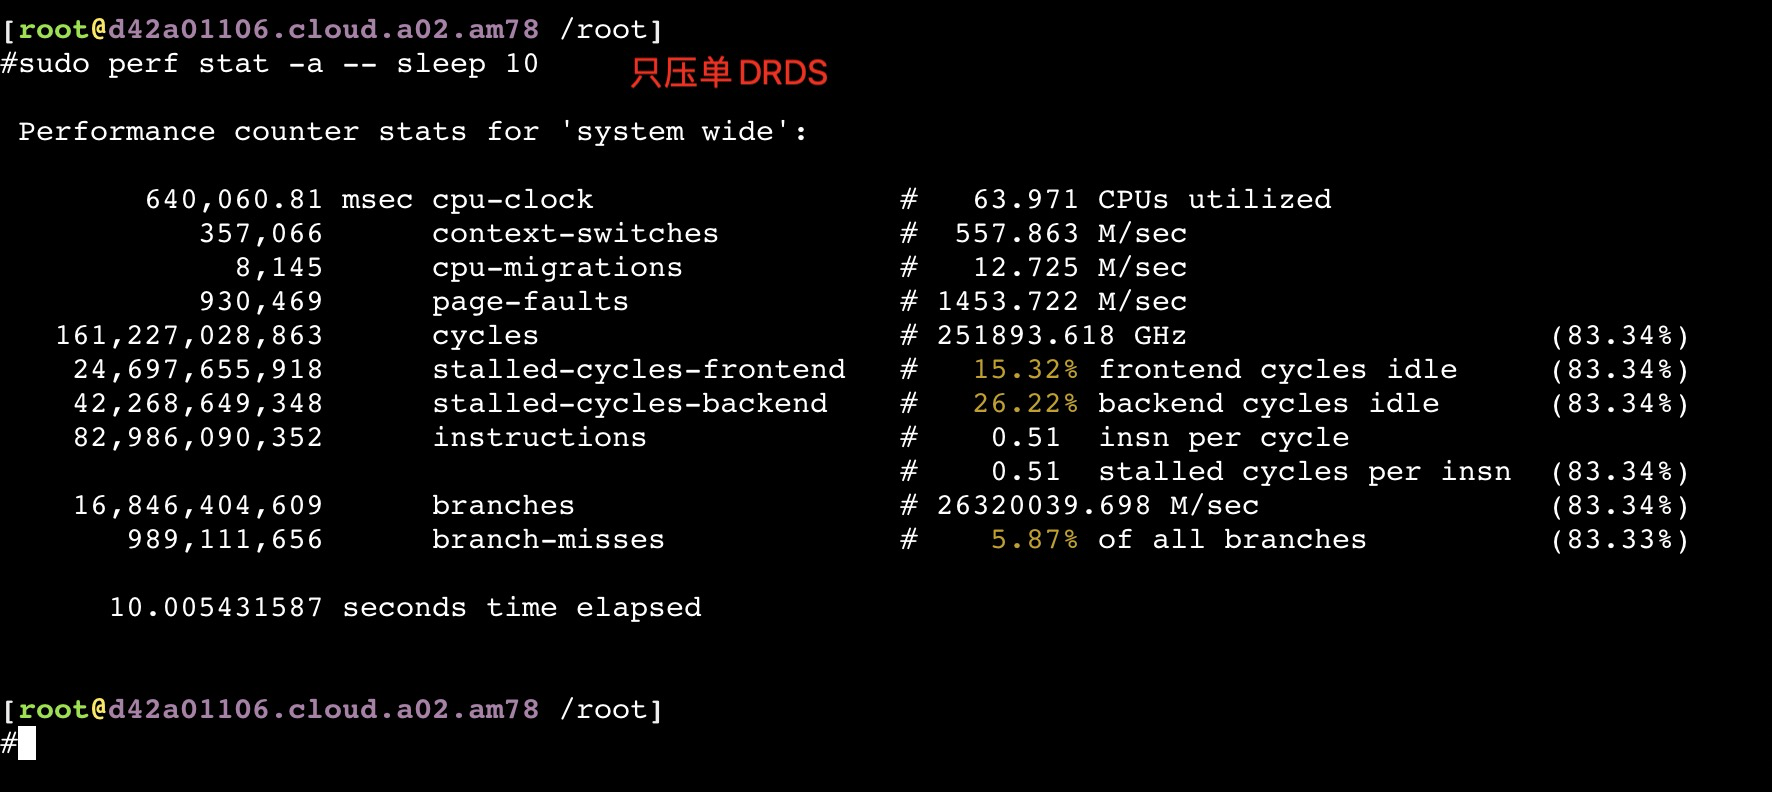 [root@d42a01106.cloud.a02.am78 /root]
#sudo perf stat -a -- sleep 10
只压单DRDS
Performance counter stats for 'system wide':
640,060.81 msec cpu-clock # 63.971 CPUs utilized
357,066 context-switches # 557.863 M/sec
8,145 cpu-migrations # 12.725 M/sec
930,469 page-faults # 1453.722 M/sec
161,227,028,863 cycles # 251893.618 GHz (83.34%)
24,697,655,918 stalled-cycles-frontend # 15.32% frontend cycles idle (83.34%)
42,268,649,348 stalled-cycles-backend # 26.22% backend cycles idle (83.34%)
82,986,090,352 instructions # 0.51 insn per cycle
# 0.51 stalled cycles per insn (83.34%)
16,846,404,609 branches # 26320039.698 M/sec (83.34%)
989,111,656 branch-misses # 5.87% of all branches (83.33%)
10.005431587 seconds time elapsed
[root@d42a01106.cloud.a02.am78 /root]
#